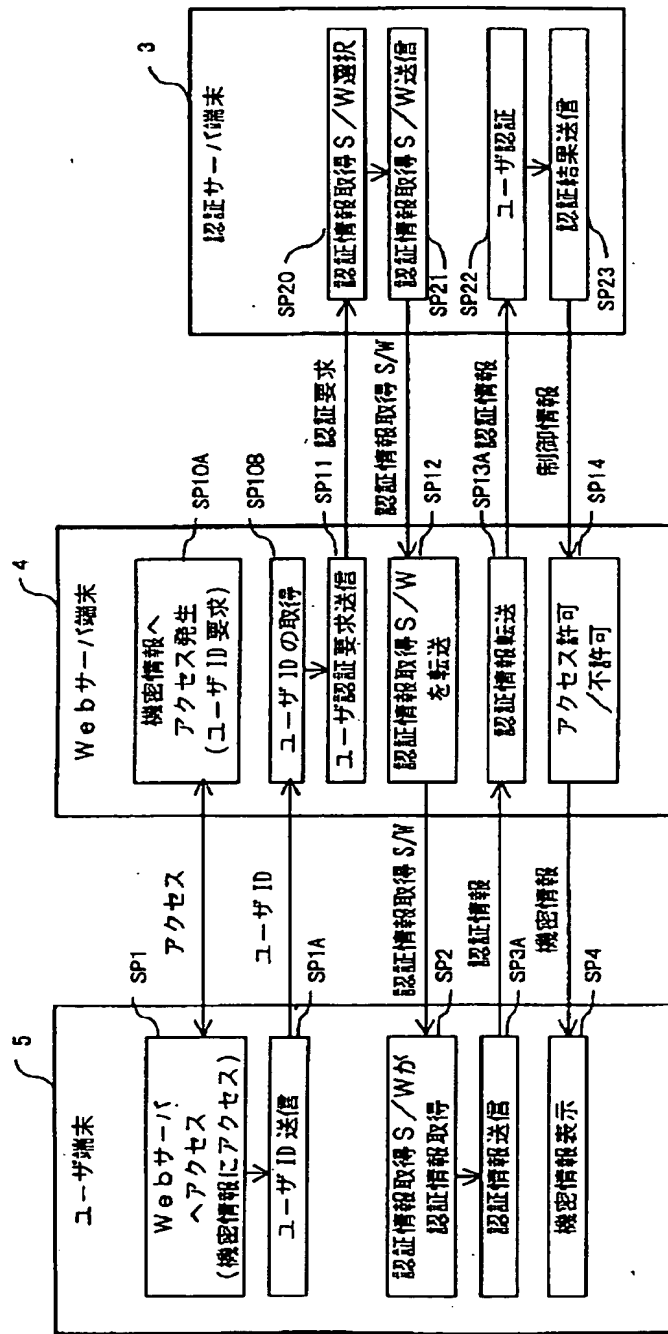 ユーザ端末
5
Webサーバ
へアクセス
(機密情報にアクセス)
SP1
ユーザID送信
SP1A
認証情報取得S/Wが
認証情報取得
SP2
認証情報送信
SP3A
機密情報表示
SP4
アクセス
ユーザID
認証情報取得S/W
認証情報
機密情報
Webサーバ端末
4
機密情報へ
アクセス発生
(ユーザID要求)
SP10A
ユーザIDの取得
SP10B
ユーザ認証要求送信
SP11
認証情報取得S/W
を転送
SP12
認証情報転送
SP13A
アクセス許可
/不許可
SP14
認証要求
認証情報取得S/W
認証情報
制御情報
認証サーバ端末
3
認証情報取得S/W選択
SP20
認証情報取得S/W送信
SP21
ユーザ認証
SP22
認証結果送信
SP23